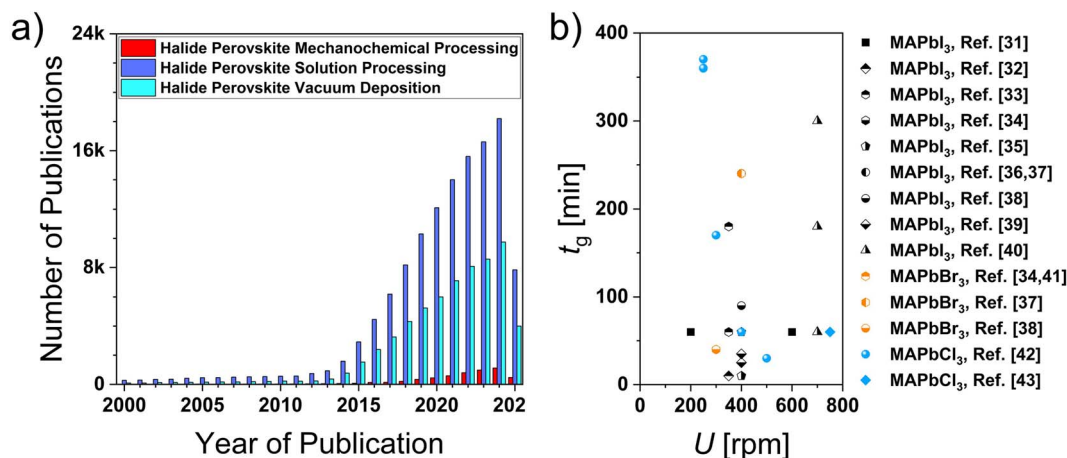 a)
24k
16k
8k
0
Number of Publications
Halide Perovskite Mechanochemical Processing
Halide Perovskite Solution Processing
Halide Perovskite Vacuum Deposition
2000
2005
2010
2015
2020
202
Year of Publication
b)
400
300
200
100
0
tg [min]
0
200
400
600
800
U [rpm]
MAPbI3, Ref. [31]
MAPbI3, Ref. [32]
MAPbI3, Ref. [33]
MAPbI3, Ref. [34]
MAPbI3, Ref. [35]
MAPbI3, Ref. [36,37]
MAPbI3, Ref. [38]
MAPbI3, Ref. [39]
MAPbI3, Ref. [40]
MAPbBr3, Ref. [34,41]
MAPbBr3, Ref. [37]
MAPbBr3, Ref. [38]
MAPbCl3, Ref. [42]
MAPbCl3, Ref. [43]